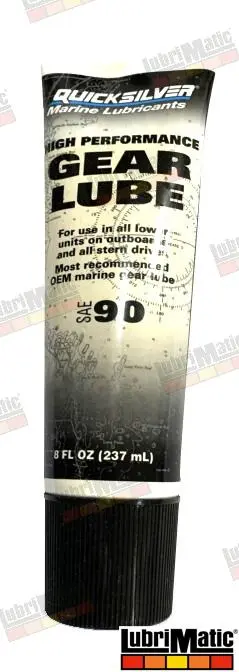 QUICKSILVER
Marine Lubricants
HIGH PERFORMANCE
GEAR
LUBE
For use in all lower
units on outboards
and all stern drives
Most recommended
OEM marine gear lube
SAE 90
8 FL OZ (237 mL)
LUBRIMATIC